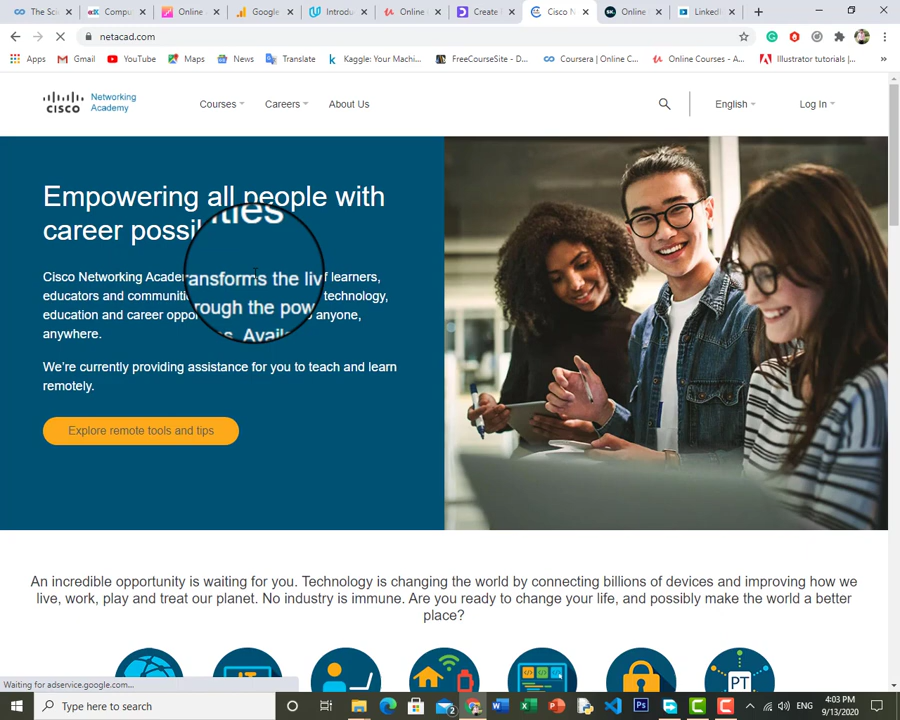 The Sci
Compu
Online
Google
Introdu
Online
Create
Cisco N
Online
LinkedI
netacad.com
Apps
Gmail
YouTube
Maps
News
Translate
Kaggle: Your Machi...
FreeCourseSite - D...
Coursera | Online C...
Online Courses - A...
Illustrator tutorials |...
CISCO
Networking
Academy
Courses
Careers
About Us
English
Log In
Empowering all people with
career possi
ities
Cisco Networking Acade ansforms the li f learners,
educators and communiti rough the pow technology,
education and career oppo s. Avail anyone,
anywhere.
We're currently providing assistance for you to teach and learn
remotely.
Explore remote tools and tips
An incredible opportunity is waiting for you. Technology is changing the world by connecting billions of devices and improving how we
live, work, play and treat our planet. No industry is immune. Are you ready to change your life, and possibly make the world a better
place?
PT
Waiting for adservice.google.com...
Type here to search
2
ENG
4:03 PM
9/13/2020